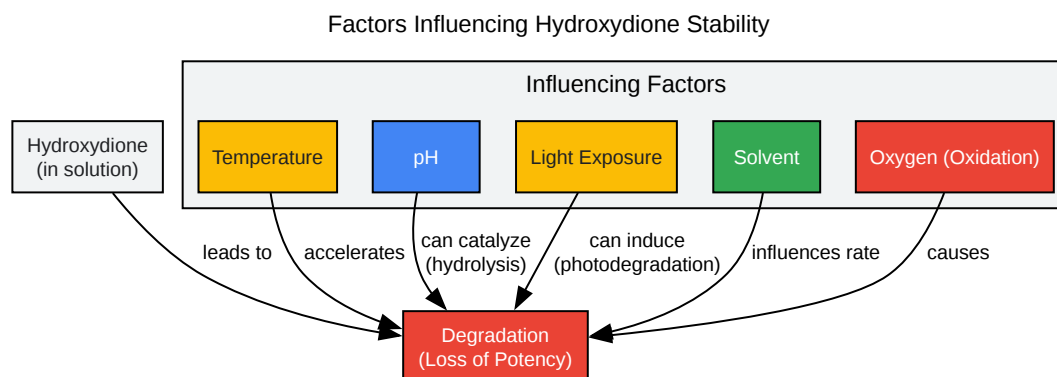 Factors Influencing Hydroxydione Stability
Influencing Factors
Hydroxydione
(in solution)
Temperature
pH
Light Exposure
Solvent
Oxygen (Oxidation)
leads to
accelerates
can catalyze
(hydrolysis)
can induce
(photodegradation)
influences rate
causes
Degradation
(Loss of Potency)